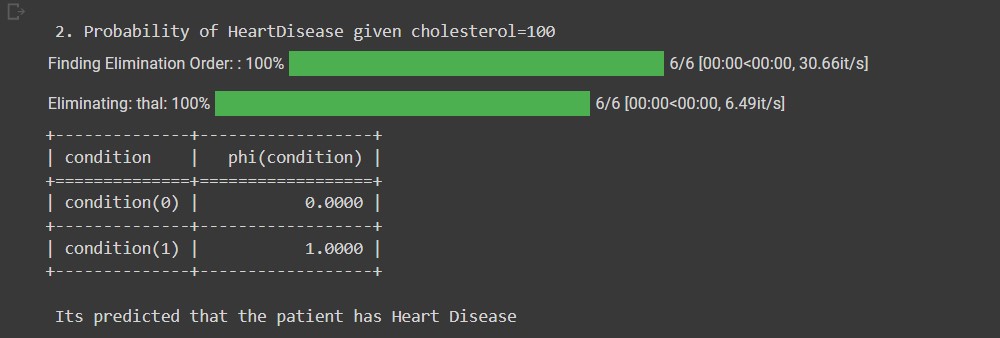 2. Probability of HeartDisease given cholesterol=100
Finding Elimination Order: : 100% 6/6 [00:00<00:00, 30.66it/s]
Eliminating: thal: 100% 6/6 [00:00<00:00, 6.49it/s]
+--------------+------------------+
| condition    |   phi(condition) |
+==============+==================+
| condition(0) |           0.0000 |
+--------------+------------------+
| condition(1) |           1.0000 |
+--------------+------------------+
Its predicted that the patient has Heart Disease